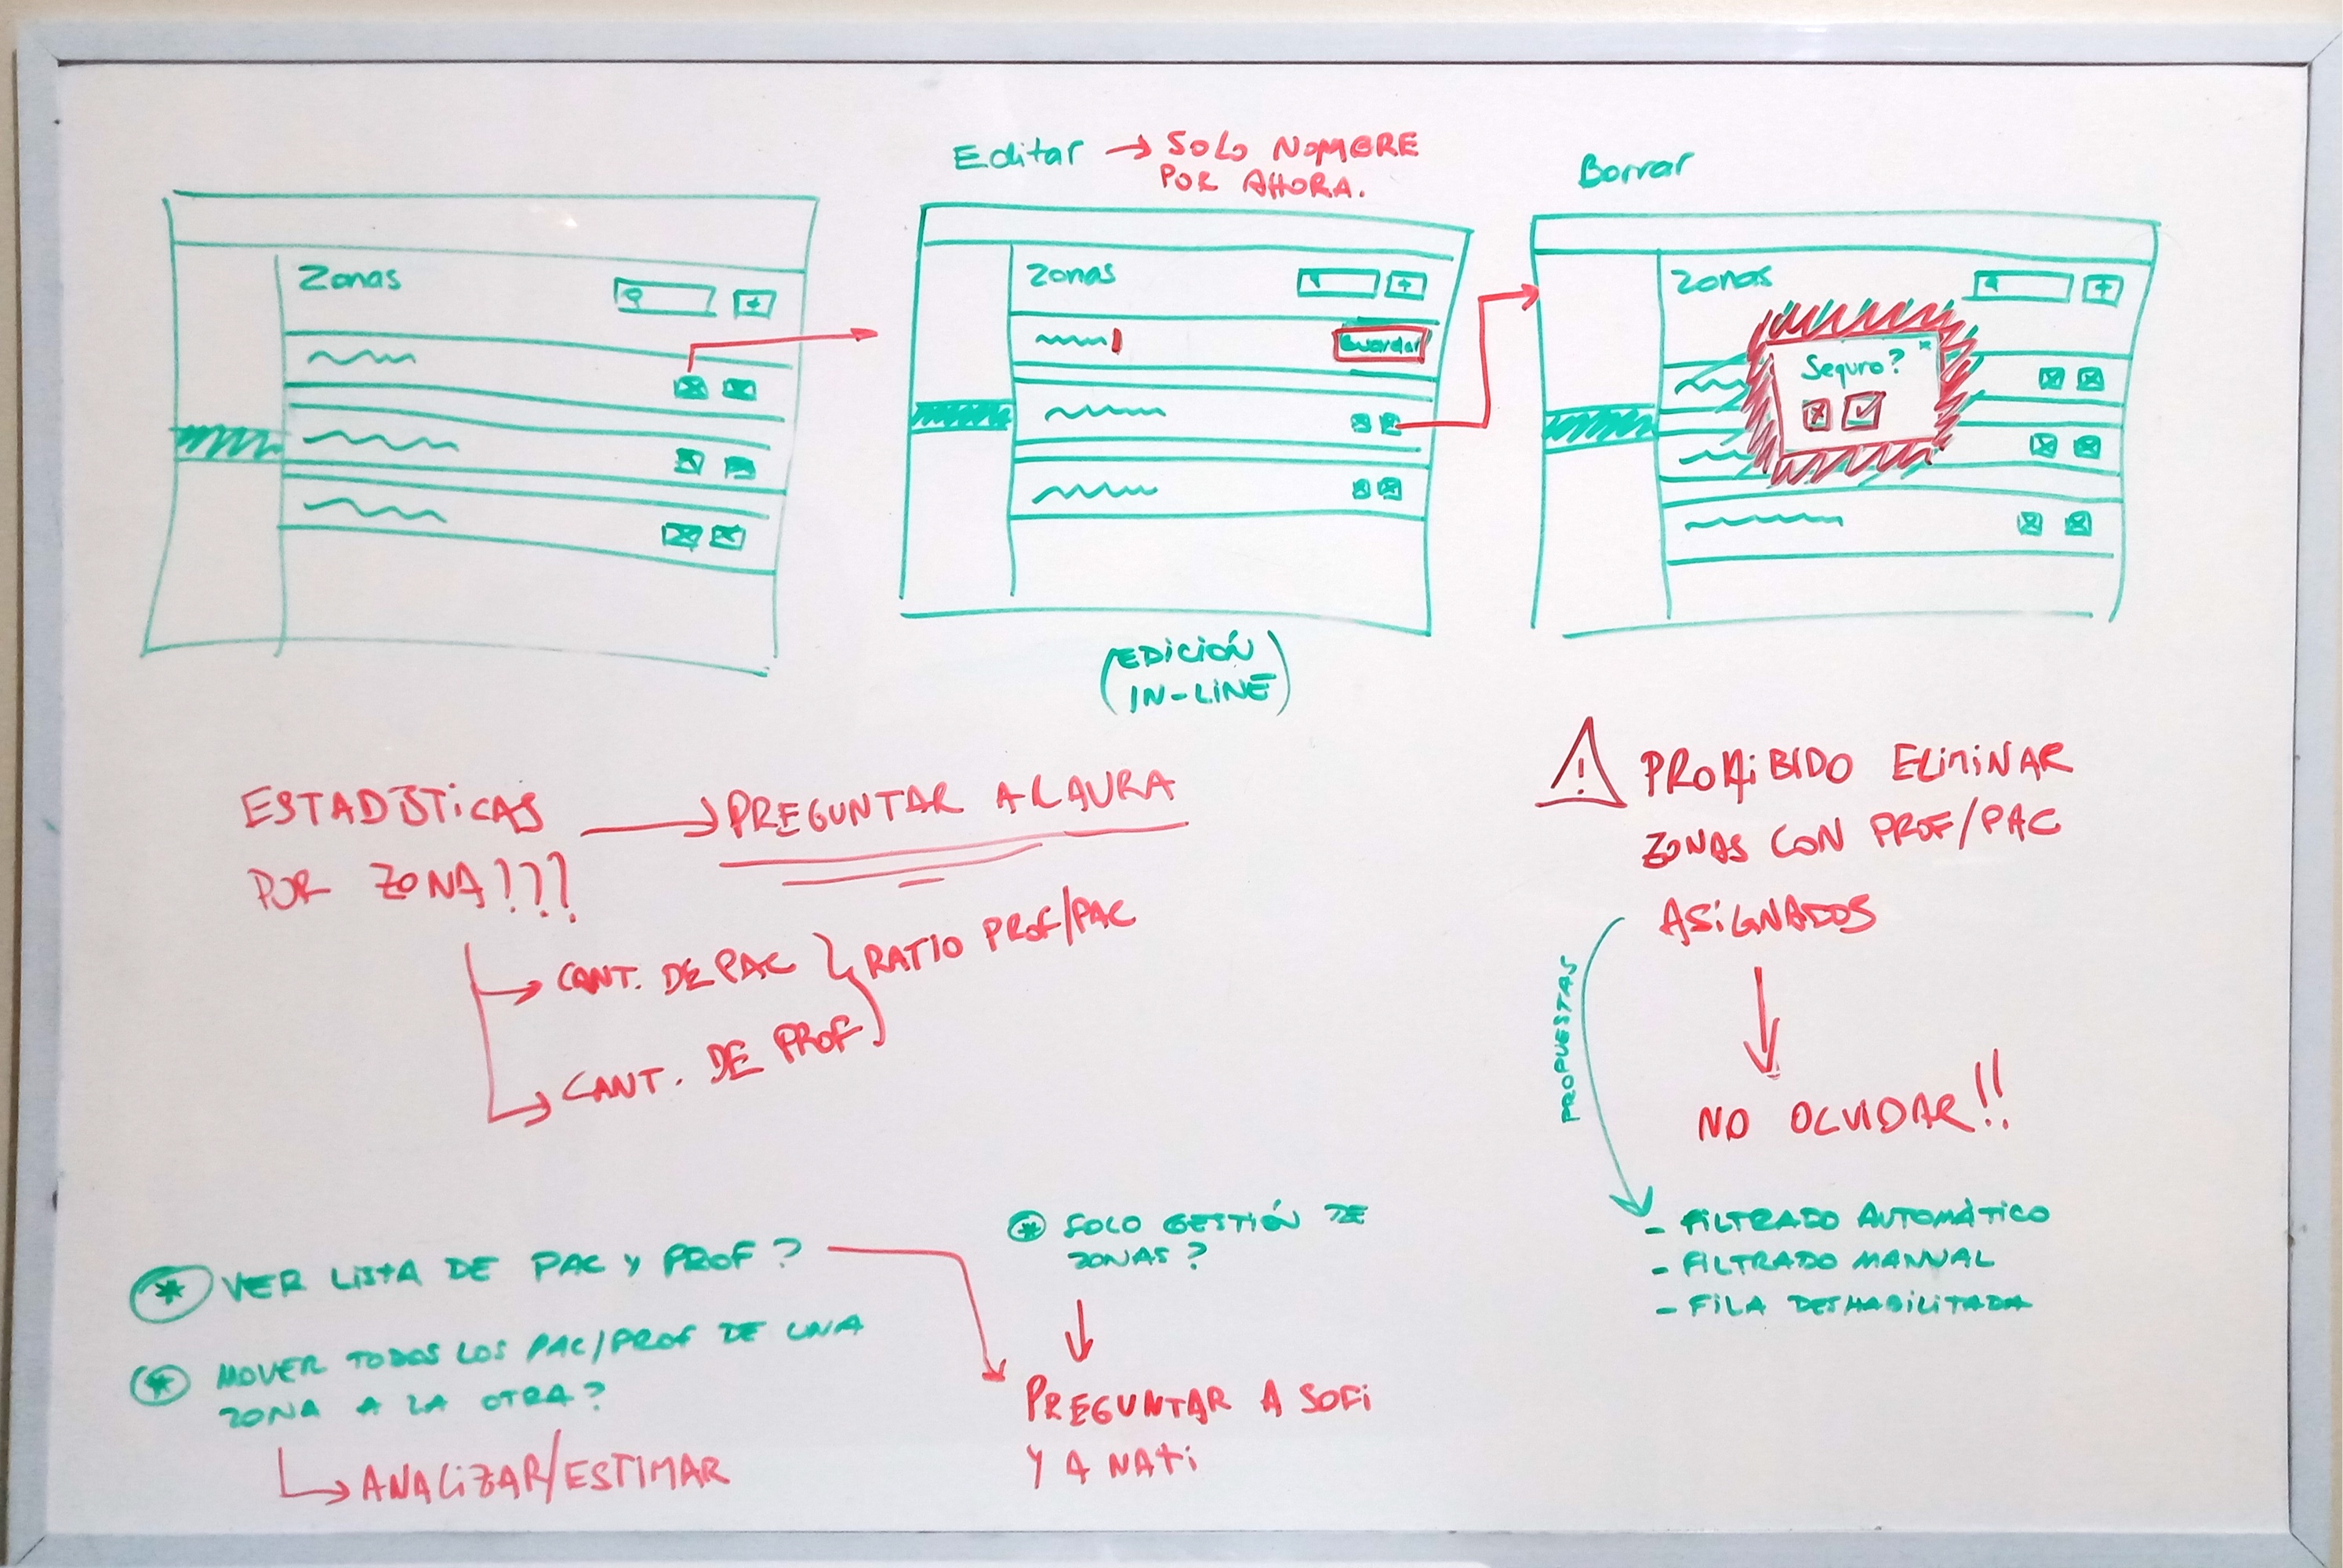 Editar → SOLO NOMBRE
POR AHORA.
Borrar
Zonas
+
Zonas
+
Guardar
Zonas
+
x
Seguro?
(EDICIÓN
IN-LINE)
ESTADÍSTICAS
POR ZONA???
→ PREGUNTAR A LAURA
→ CANT. DE PAC
→ CANT. DE PROF
RATIO PROF/PAC
! PROHIBIDO ELIMINAR
ZONAS CON PROF/PAC
ASIGNADOS
NO OLVIDAR!!
PROPUESTAS
- FILTRADO AUTOMÁTICO
- FILTRADO MANUAL
- FILA DESHABILITADA
* VER LISTA DE PAC Y PROF?
* MOVER TODOS LOS PAC/PROF DE UNA
ZONA A LA OTRA?
→ ANALIZAR/ESTIMAR
* SOLO GESTIÓN DE
ZONAS?
PREGUNTAR A SOFI
Y A NATI